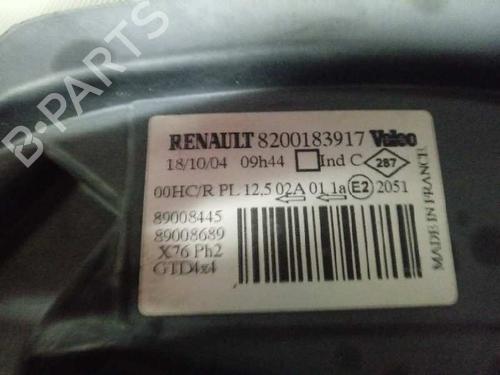 B-PARTS
RENAULT 8200183917 Valeo
18/10/04 09h44 Ind C 287
00HC/R PL 12.5 02A 01 1a E2 2051
89008445
89008689
X76 Ph2
GTD4x4
MADE IN FRANCE